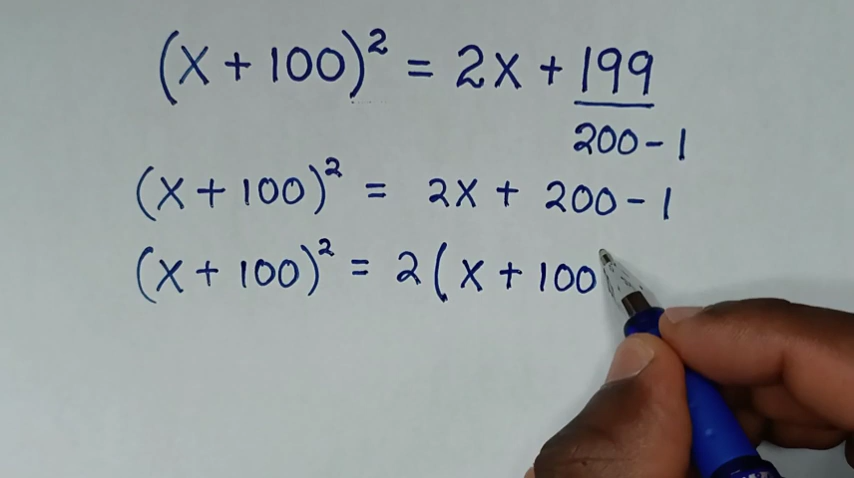 (x + 100)² = 2x + 199
200 - 1
(x + 100)² = 2x + 200 - 1
(x + 100)² = 2(x + 100